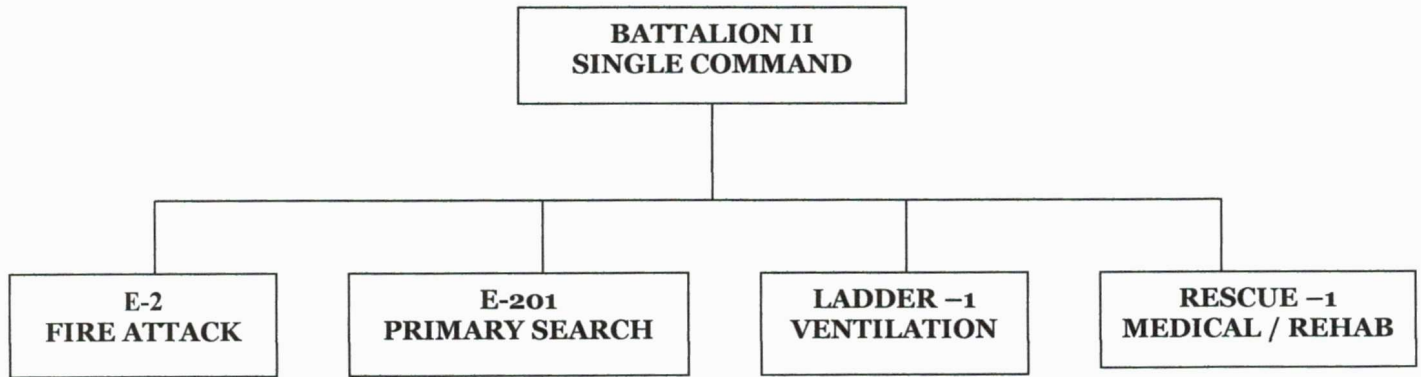 BATTALION II
SINGLE COMMAND
E-2
FIRE ATTACK
E-201
PRIMARY SEARCH
LADDER –1
VENTILATION
RESCUE –1
MEDICAL / REHAB